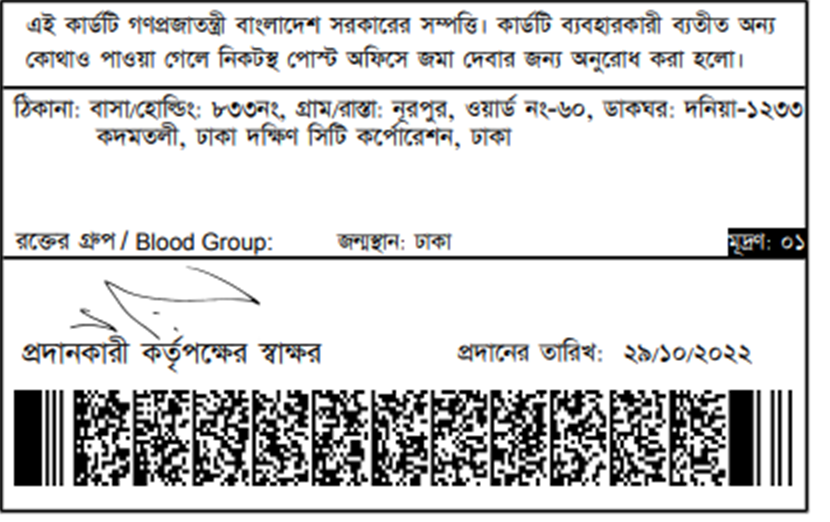 এই কার্ডটি গণপ্রজাতন্ত্রী বাংলাদেশ সরকারের সম্পত্তি। কার্ডটি ব্যবহারকারী ব্যতীত অন্য
কোথাও পাওয়া গেলে নিকটস্থ পোস্ট অফিসে জমা দেবার জন্য অনুরোধ করা হলো।
ঠিকানা: বাসা/হোল্ডিং: ৮৩৩নং, গ্রাম/রাস্তা: নূরপুর, ওয়ার্ড নং-৬০, ডাকঘর: দনিয়া-১২৩৩
কদমতলী, ঢাকা দক্ষিণ সিটি কর্পোরেশন, ঢাকা
রক্তের গ্রুপ / Blood Group: জন্মস্থান: ঢাকা মূদ্রণ: ০১
প্রদানকারী কর্তৃপক্ষের স্বাক্ষর প্রদানের তারিখ: ২৯/১০/২০২২